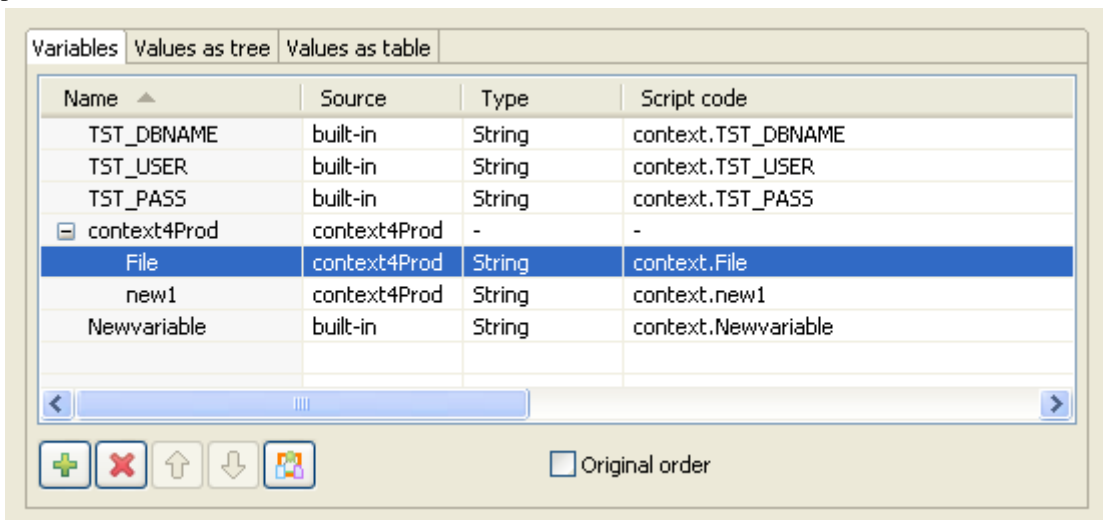 Variables Values as tree Values as table
Name Source Type Script code
TST_DBNAME built-in String context.TST_DBNAME
TST_USER built-in String context.TST_USER
TST_PASS built-in String context.TST_PASS
context4Prod context4Prod - -
File context4Prod String context.File
new1 context4Prod String context.new1
Newvariable built-in String context.Newvariable
Original order